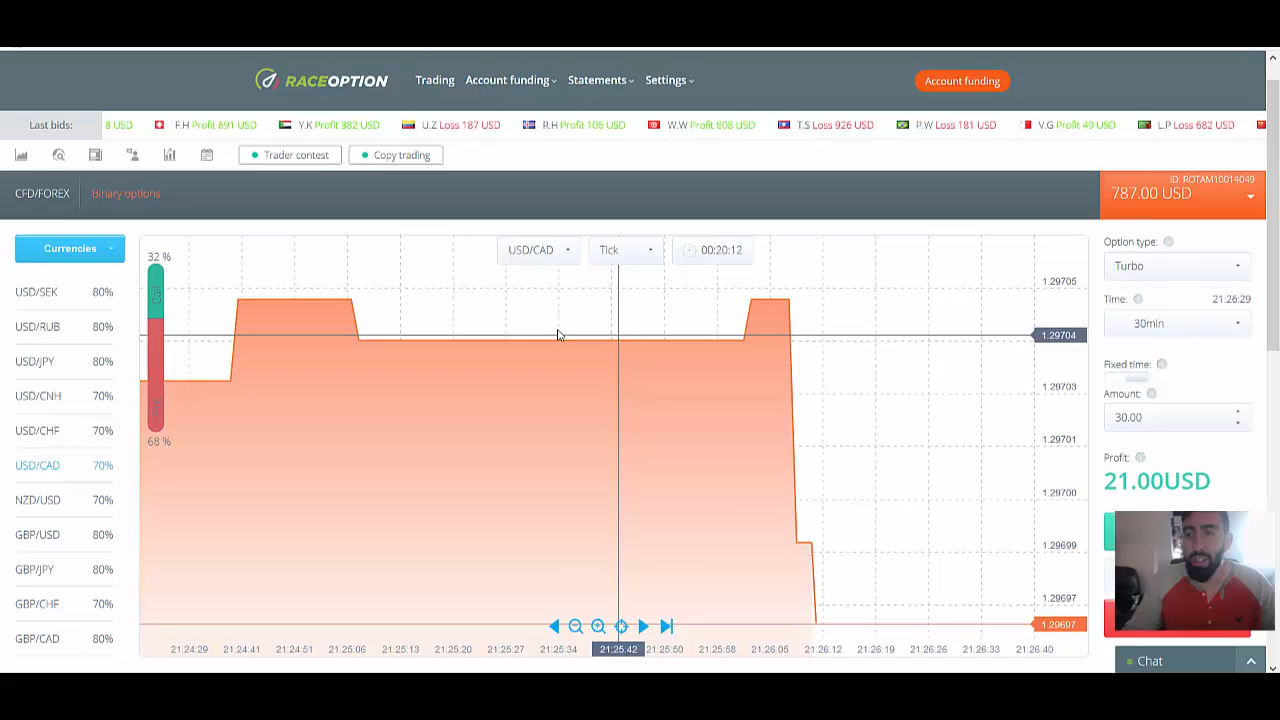 RACEOPTION Trading Account funding Statements Settings Account funding
Last bids: 8 USD F.H Profit 691 USD Y.K Profit 382 USD U.Z Loss 187 USD R.H Profit 106 USD W.W Profit 808 USD T.S Loss 926 USD P.W Loss 181 USD V.G Profit 49 USD L.P Loss 682 USD
Trader contest Copy trading
ID: ROTAM10014049
CFD/FOREX Binary options 787.00 USD
Currencies
USD/SEK 80%
USD/RUB 80%
USD/JPY 80%
USD/CNH 70%
USD/CHF 70%
USD/CAD 70%
NZD/USD 70%
GBP/USD 80%
GBP/JPY 80%
GBP/CHF 70%
GBP/CAD 80%
32 %
Call
68 %
USD/CAD Tick 00:20:12
1.29705
1.29704
1.29703
1.29701
1.29700
1.29699
1.29697
1.29697
21:24:29 21:24:41 21:24:51 21:25:06 21:25:13 21:25:20 21:25:27 21:25:34 21:25:42 21:25:50 21:25:58 21:26:05 21:26:12 21:26:19 21:26:26 21:26:33 21:26:40
Option type:
Turbo
Time: 21:26:29
30min
Fixed time:
Amount:
30.00
Profit:
21.00USD
Chat